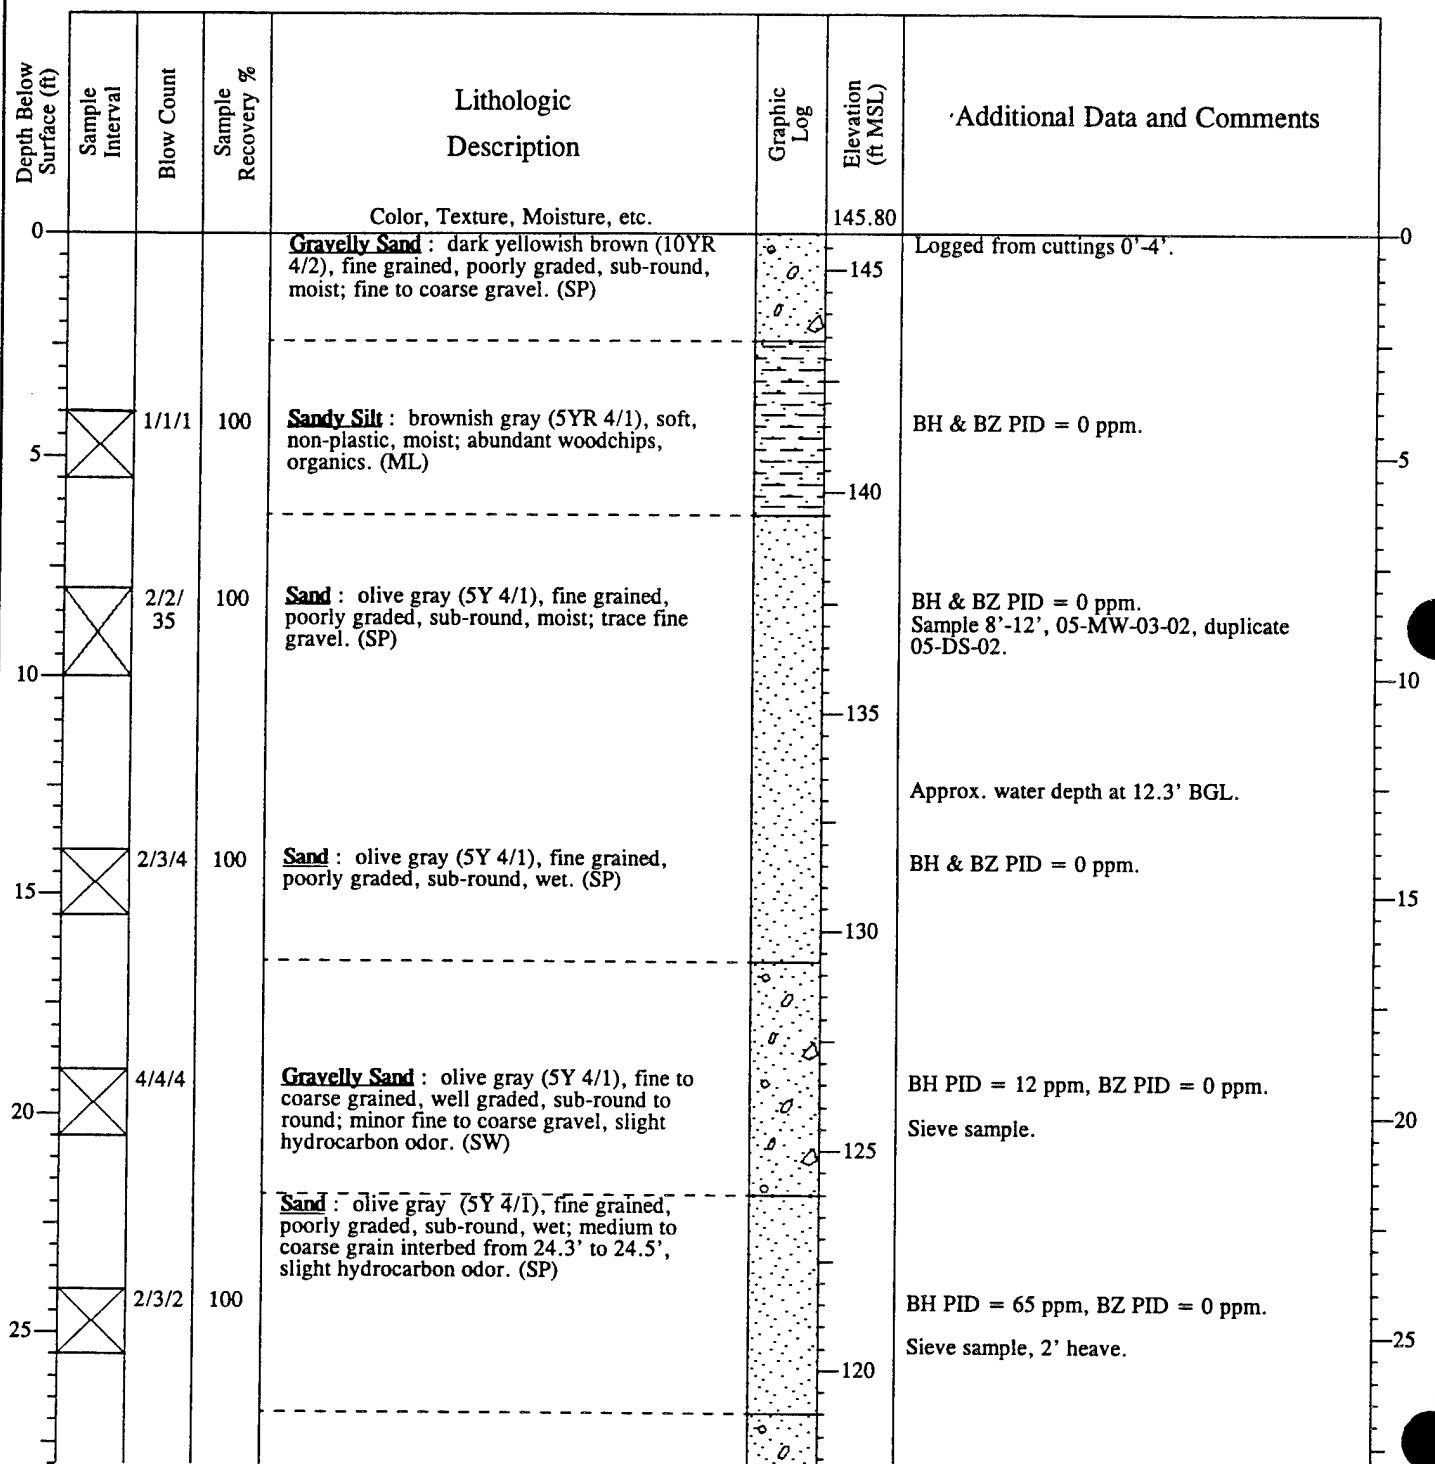 Depth Below
Surface (ft)
Sample
Interval
Blow Count
Sample
Recovery %
Lithologic
Description
Color, Texture, Moisture, etc.
Graphic
Log
Elevation
(ft MSL)
145.80
Additional Data and Comments
0
Gravelly Sand : dark yellowish brown (10YR
4/2), fine grained, poorly graded, sub-round,
moist; fine to coarse gravel. (SP)
145
Logged from cuttings 0'-4'.
0
1/1/1
100
Sandy Silt : brownish gray (5YR 4/1), soft,
non-plastic, moist; abundant woodchips,
organics. (ML)
BH & BZ PID = 0 ppm.
5
5
140
2/2/
35
100
Sand : olive gray (5Y 4/1), fine grained,
poorly graded, sub-round, moist; trace fine
gravel. (SP)
BH & BZ PID = 0 ppm.
Sample 8'-12', 05-MW-03-02, duplicate
05-DS-02.
10
10
135
Approx. water depth at 12.3' BGL.
2/3/4
100
Sand : olive gray (5Y 4/1), fine grained,
poorly graded, sub-round, wet. (SP)
BH & BZ PID = 0 ppm.
15
15
130
4/4/4
Gravelly Sand : olive gray (5Y 4/1), fine to
coarse grained, well graded, sub-round to
round; minor fine to coarse gravel, slight
hydrocarbon odor. (SW)
BH PID = 12 ppm, BZ PID = 0 ppm.
Sieve sample.
20
20
125
Sand : olive gray (5Y 4/1), fine grained,
poorly graded, sub-round, wet; medium to
coarse grain interbed from 24.3' to 24.5',
slight hydrocarbon odor. (SP)
2/3/2
100
BH PID = 65 ppm, BZ PID = 0 ppm.
Sieve sample, 2' heave.
25
25
120